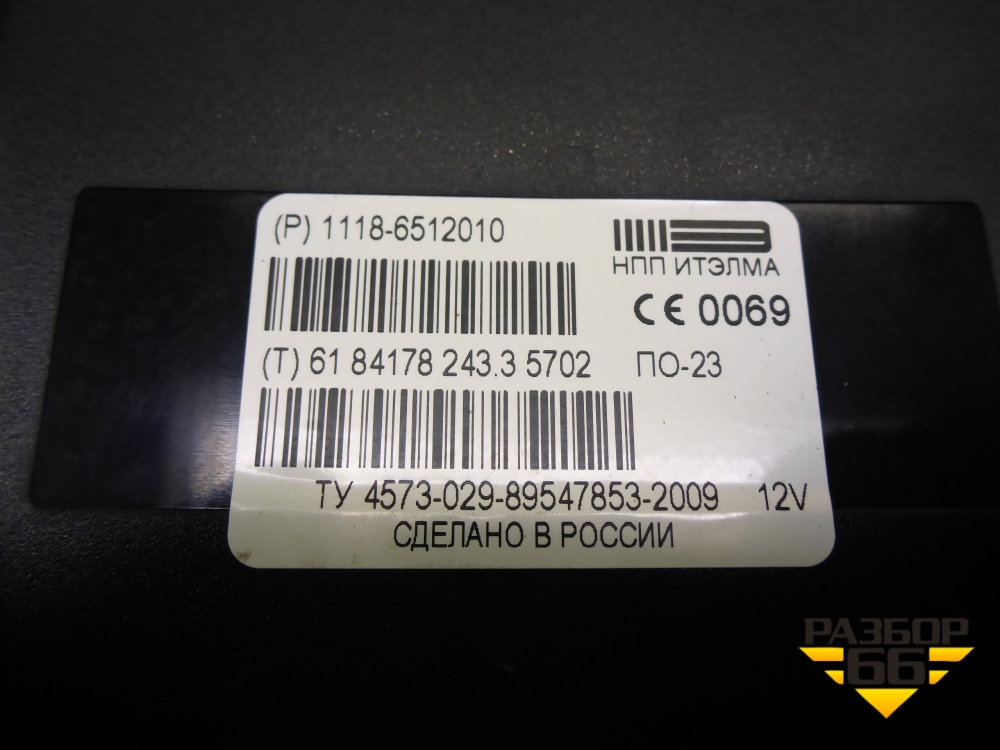 (P) 1118-6512010
НПП ИТЭЛМА
CE 0069
(T) 61 84178 243.3 5702 ПО-23
ТУ 4573-029-89547853-2009 12V
СДЕЛАНО В РОССИИ
РАЗБОР
66